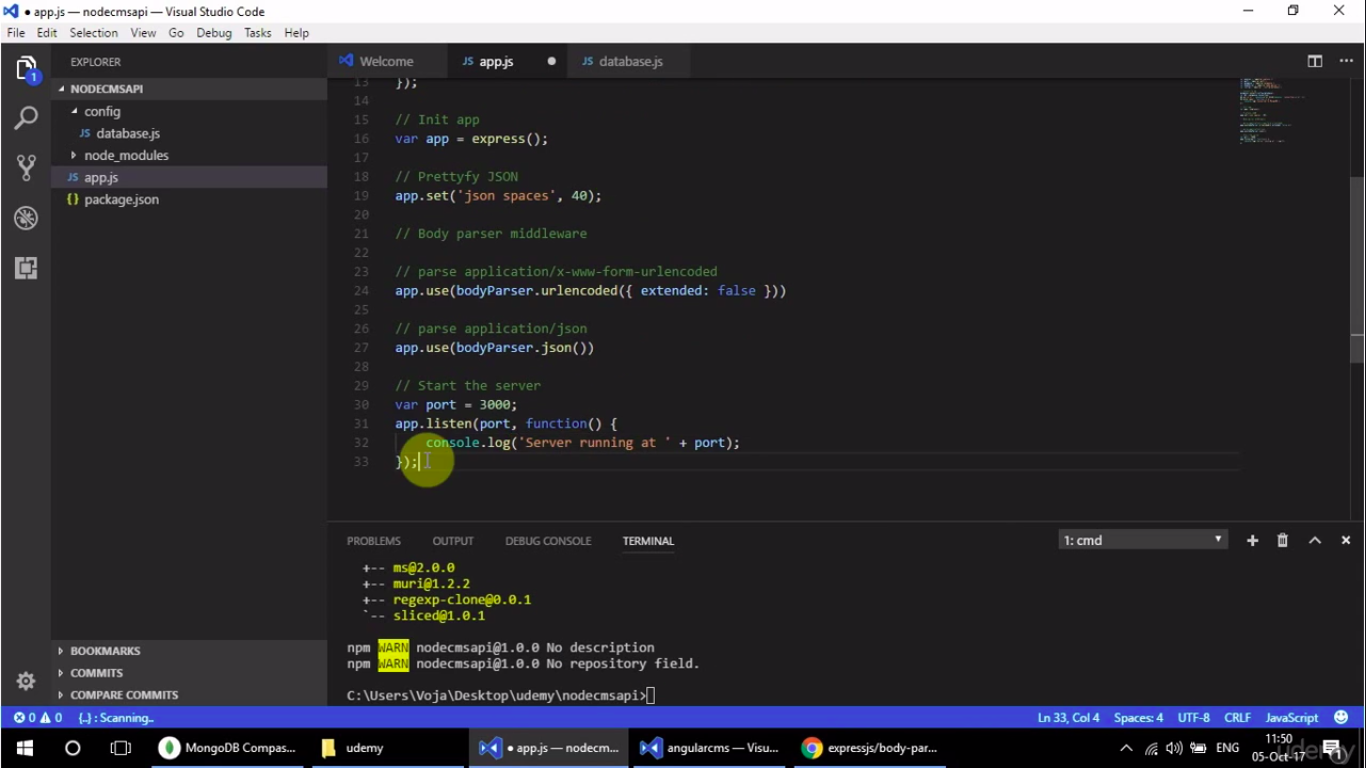 ● app.js — nodecmsapi — Visual Studio Code
File Edit Selection View Go Debug Tasks Help
EXPLORER
Welcome
JS app.js
JS database.js
1
NODECMSAPI
config
JS database.js
node_modules
JS app.js
{} package.json
13 });
14
15 // Init app
16 var app = express();
17
18 // Prettyfy JSON
19 app.set('json spaces', 40);
20
21 // Body parser middleware
22
23 // parse application/x-www-form-urlencoded
24 app.use(bodyParser.urlencoded({ extended: false }))
25
26 // parse application/json
27 app.use(bodyParser.json())
28
29 // Start the server
30 var port = 3000;
31 app.listen(port, function() {
32 console.log('Server running at ' + port);
33 });
PROBLEMS OUTPUT DEBUG CONSOLE TERMINAL 1: cmd
+-- ms@2.0.0
+-- muri@1.2.2
+-- regexp-clone@0.0.1
`-- sliced@1.0.1
npm WARN nodecmsapi@1.0.0 No description
npm WARN nodecmsapi@1.0.0 No repository field.
C:\Users\Voja\Desktop\udemy\nodecmsapi>
BOOKMARKS
COMMITS
COMPARE COMMITS
0 0 {..} : Scanning.. Ln 33, Col 4 Spaces: 4 UTF-8 CRLF JavaScript
MongoDB Compas... udemy ● app.js — nodecm... angularcms — Visu... expressjs/body-par... ENG
11:50
05-Oct-17
1
udemy